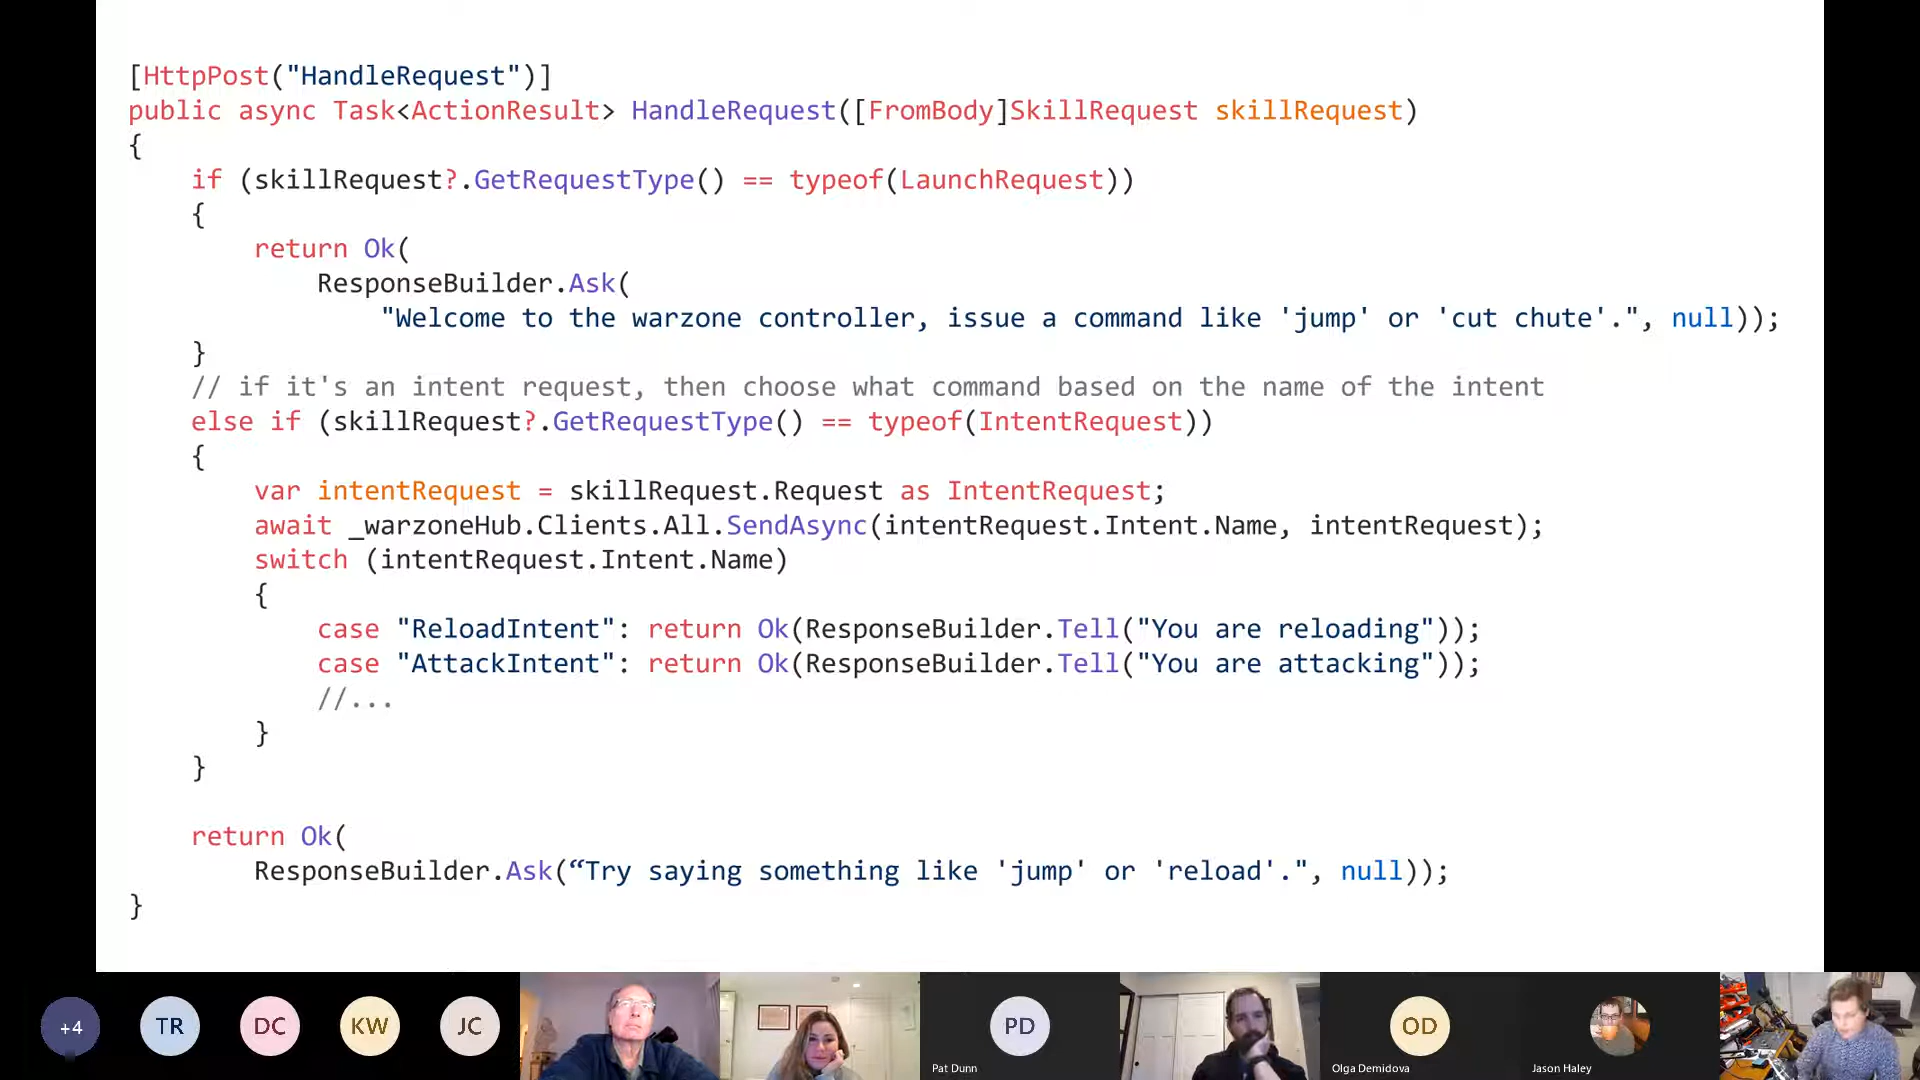 [HttpPost("HandleRequest")]
public async Task<ActionResult> HandleRequest([FromBody]SkillRequest skillRequest)
{
    if (skillRequest?.GetRequestType() == typeof(LaunchRequest))
    {
        return Ok(
            ResponseBuilder.Ask(
                "Welcome to the warzone controller, issue a command like 'jump' or 'cut chute'.", null));
    }
    // if it's an intent request, then choose what command based on the name of the intent
    else if (skillRequest?.GetRequestType() == typeof(IntentRequest))
    {
        var intentRequest = skillRequest.Request as IntentRequest;
        await _warzoneHub.Clients.All.SendAsync(intentRequest.Intent.Name, intentRequest);
        switch (intentRequest.Intent.Name)
        {
            case "ReloadIntent": return Ok(ResponseBuilder.Tell("You are reloading"));
            case "AttackIntent": return Ok(ResponseBuilder.Tell("You are attacking"));
            //...
        }
    }
    return Ok(
        ResponseBuilder.Ask(“Try saying something like 'jump' or 'reload'.", null));
}
+4 TR DC KW JC PD OD
Pat Dunn Olga Demidova Jason Haley